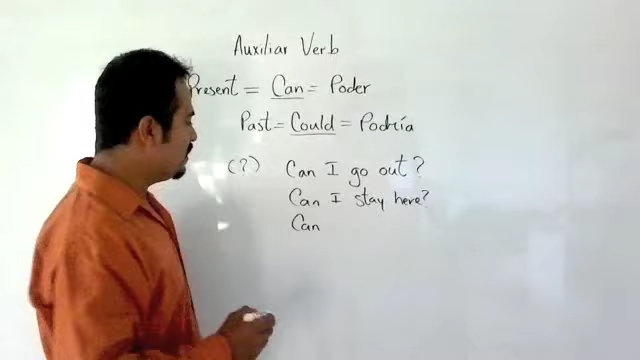 Auxiliar Verb
Present = Can = Poder
Past = Could = Podría
(?) Can I go out?
Can I stay here?
Can